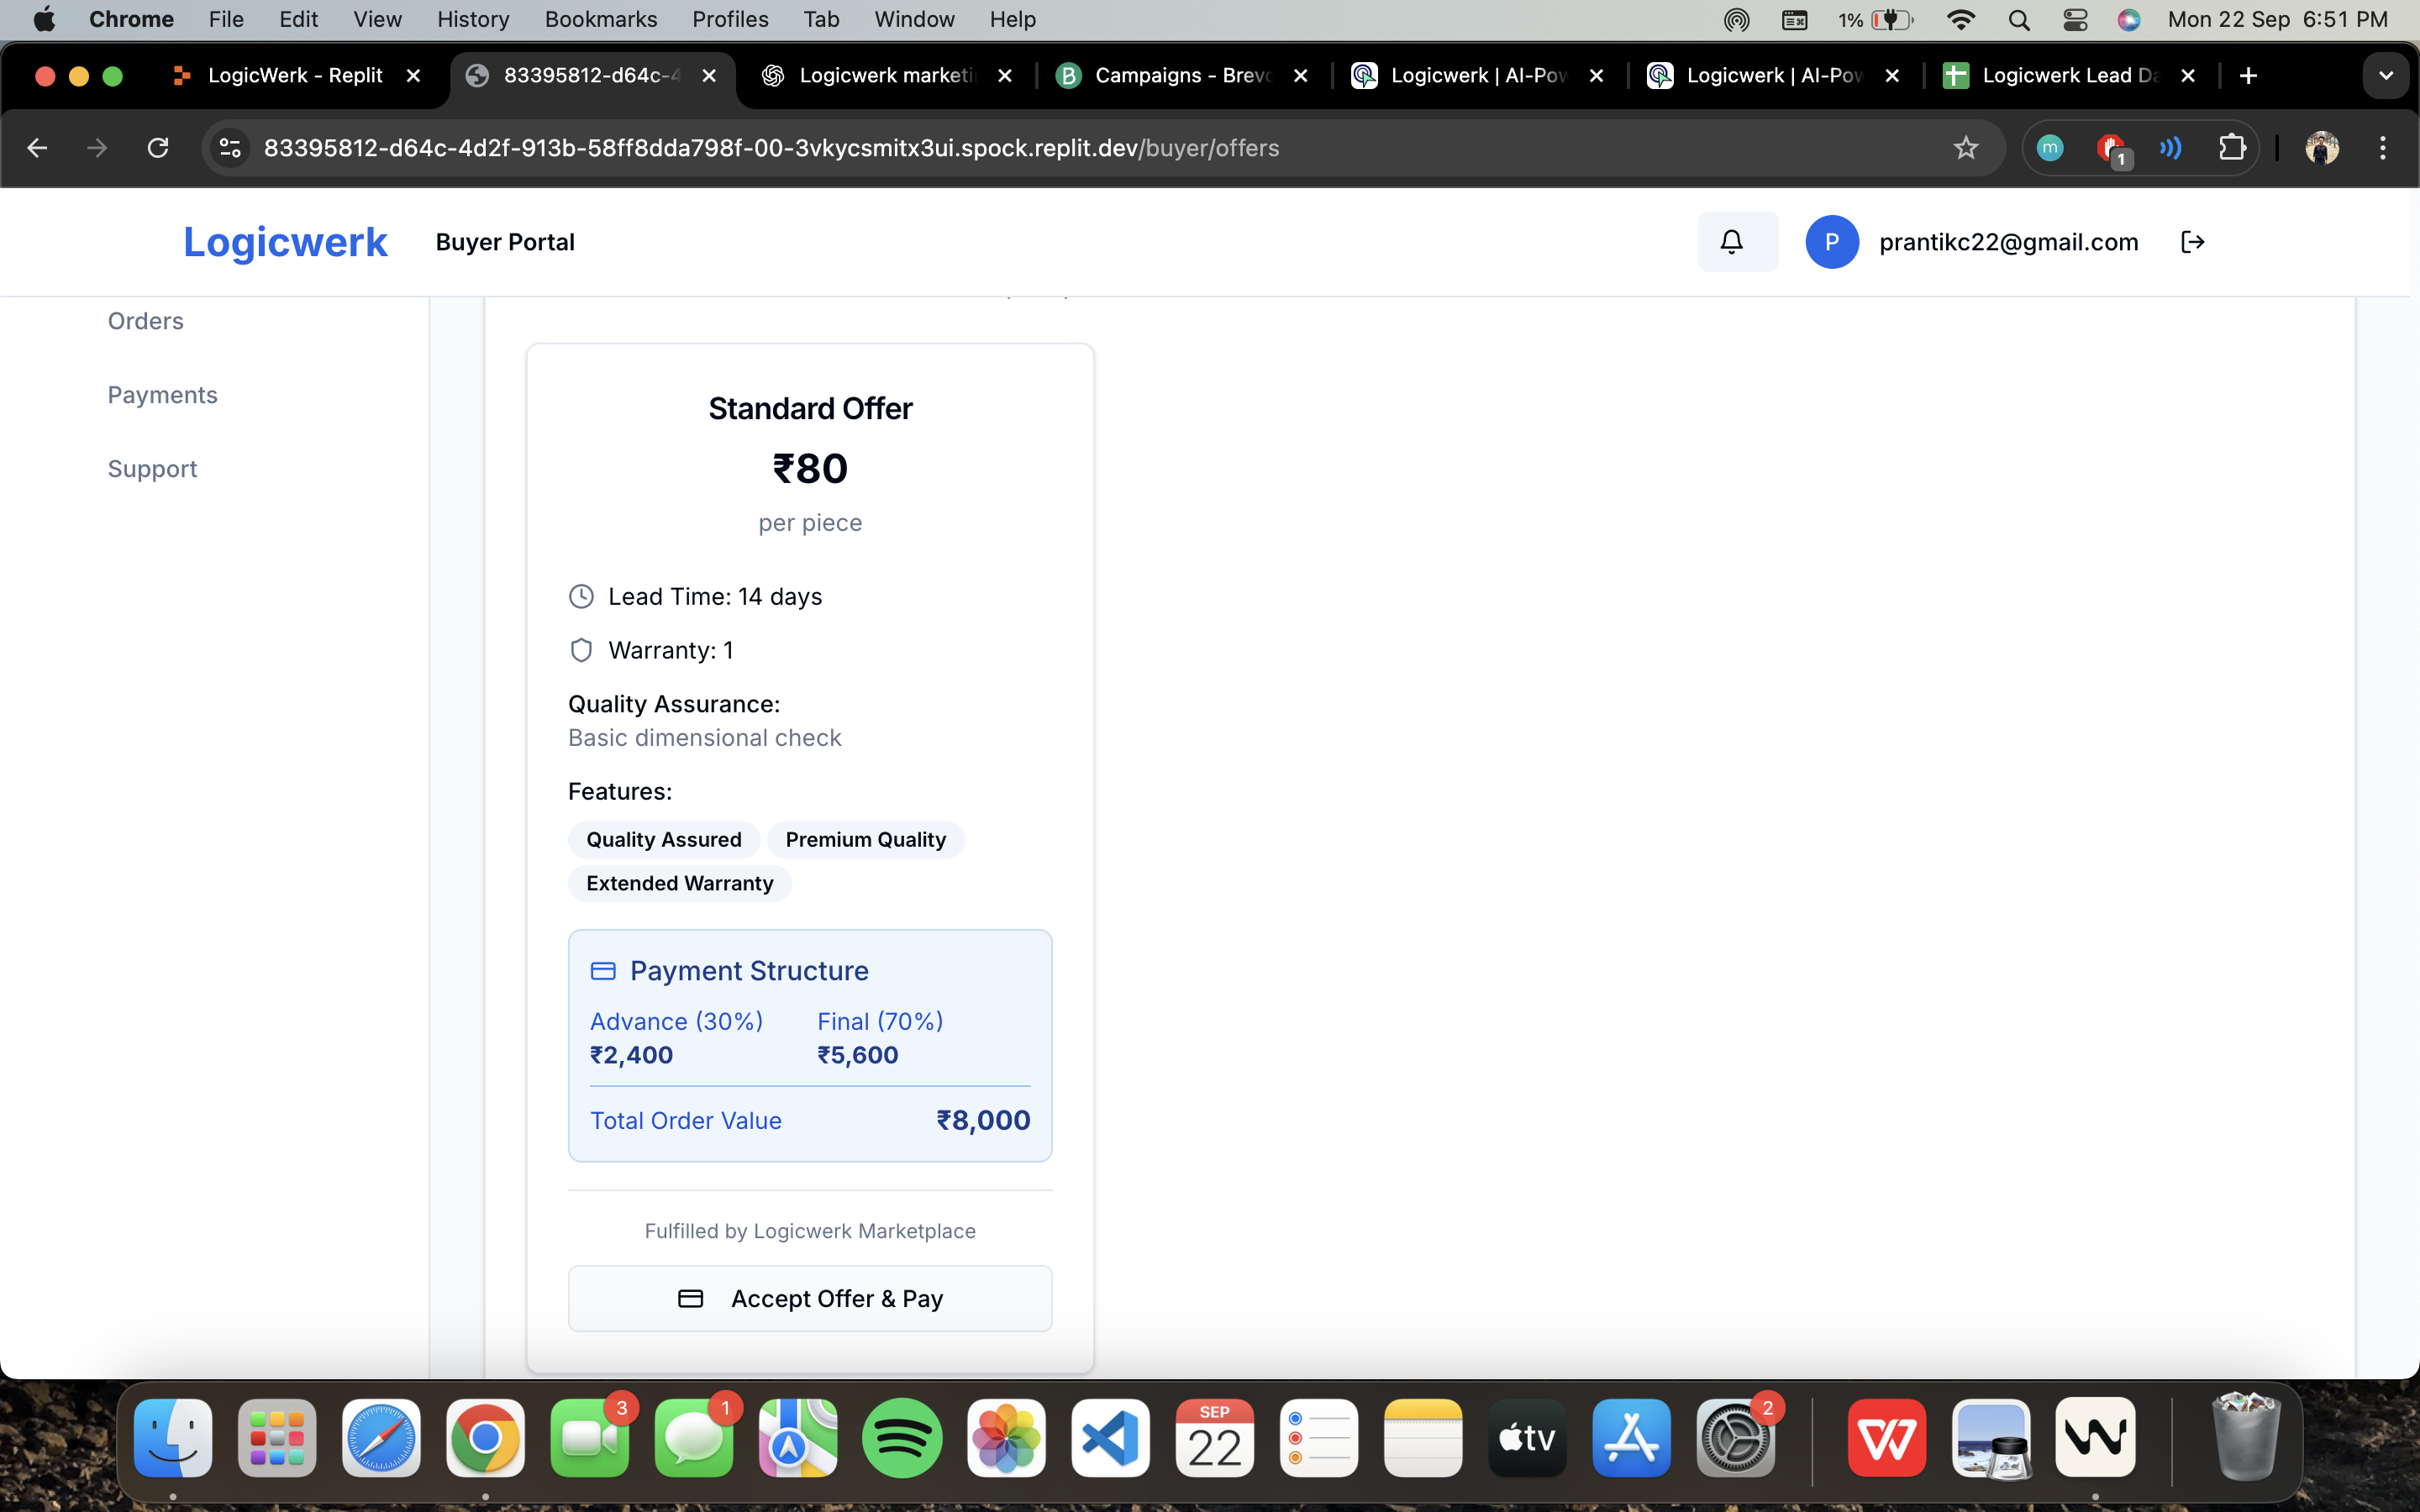 Chrome File Edit View History Bookmarks Profiles Tab Window Help 1% Mon 22 Sep 6:51 PM
LogicWerk - Replit 83395812-d64c-4 Logicwerk marketi Campaigns - Brevo Logicwerk | AI-Pow Logicwerk | AI-Pow Logicwerk Lead Da
83395812-d64c-4d2f-913b-58ff8dda798f-00-3vkycsmitx3ui.spock.replit.dev/buyer/offers m 1
Logicwerk Buyer Portal P prantikc22@gmail.com
Orders
Payments
Support
Standard Offer
₹80
per piece
Lead Time: 14 days
Warranty: 1
Quality Assurance:
Basic dimensional check
Features:
Quality Assured Premium Quality
Extended Warranty
Payment Structure
Advance (30%) Final (70%)
₹2,400 ₹5,600
Total Order Value ₹8,000
Fulfilled by Logicwerk Marketplace
Accept Offer & Pay
3 1 SEP 22 tv 2